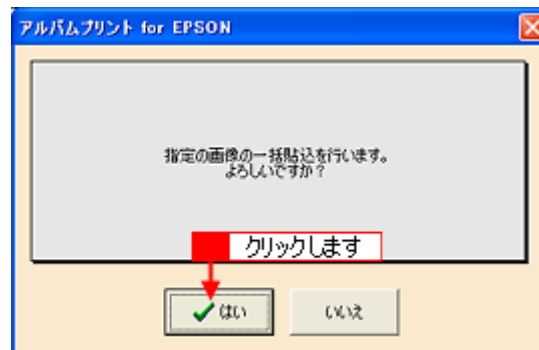 アルバムプリント for EPSON
指定の画像の一括貼込を行います。
よろしいですか？
クリックします
はい
いいえ